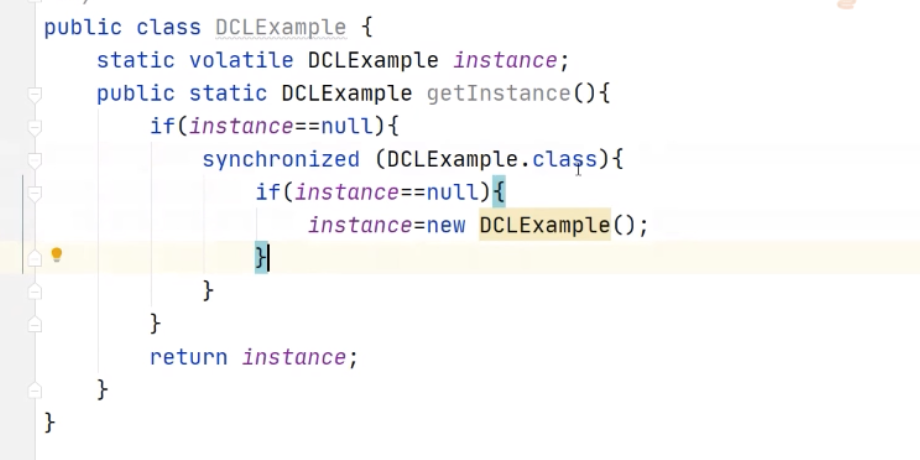 public class DCLExample {
    static volatile DCLExample instance;
    public static DCLExample getInstance(){
        if(instance==null){
            synchronized (DCLExample.class){
                if(instance==null){
                    instance=new DCLExample();
                }
            }
        }
        return instance;
    }
}